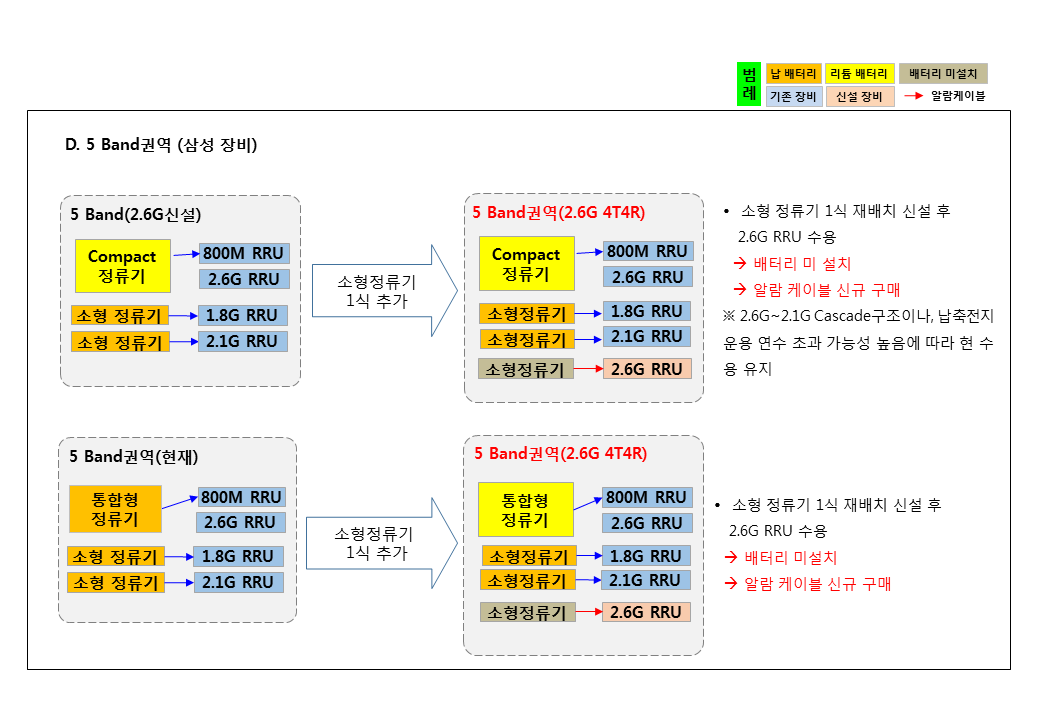 범례
납 배터리
리튬 배터리
배터리 미설치
기존 장비
신설 장비
알람케이블
D. 5 Band권역 (삼성 장비)
5 Band(2.6G신설)
Compact
정류기
800M RRU
2.6G RRU
소형 정류기
1.8G RRU
소형 정류기
2.1G RRU
소형정류기
1식 추가
5 Band권역(2.6G 4T4R)
Compact
정류기
800M RRU
2.6G RRU
소형정류기
1.8G RRU
소형정류기
2.1G RRU
소형정류기
2.6G RRU
• 소형 정류기 1식 재배치 신설 후
2.6G RRU 수용
→ 배터리 미 설치
→ 알람 케이블 신규 구매
※ 2.6G~2.1G Cascade구조이나, 납축전지
운용 연수 초과 가능성 높음에 따라 현 수
용 유지
5 Band권역(현재)
통합형
정류기
800M RRU
2.6G RRU
소형 정류기
1.8G RRU
소형 정류기
2.1G RRU
소형정류기
1식 추가
5 Band권역(2.6G 4T4R)
통합형
정류기
800M RRU
2.6G RRU
소형정류기
1.8G RRU
소형정류기
2.1G RRU
소형정류기
2.6G RRU
• 소형 정류기 1식 재배치 신설 후
2.6G RRU 수용
→ 배터리 미설치
→ 알람 케이블 신규 구매